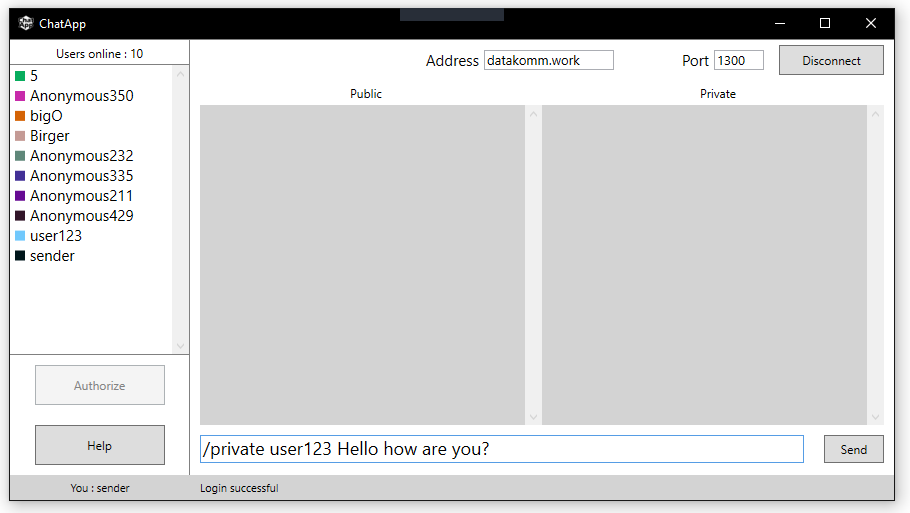 ChatApp
Users online : 10
5
Anonymous350
bigO
Birger
Anonymous232
Anonymous335
Anonymous211
Anonymous429
user123
sender
Authorize
Help
Address datakomm.work Port 1300 Disconnect
Public Private
/private user123 Hello how are you? Send
You : sender Login successful